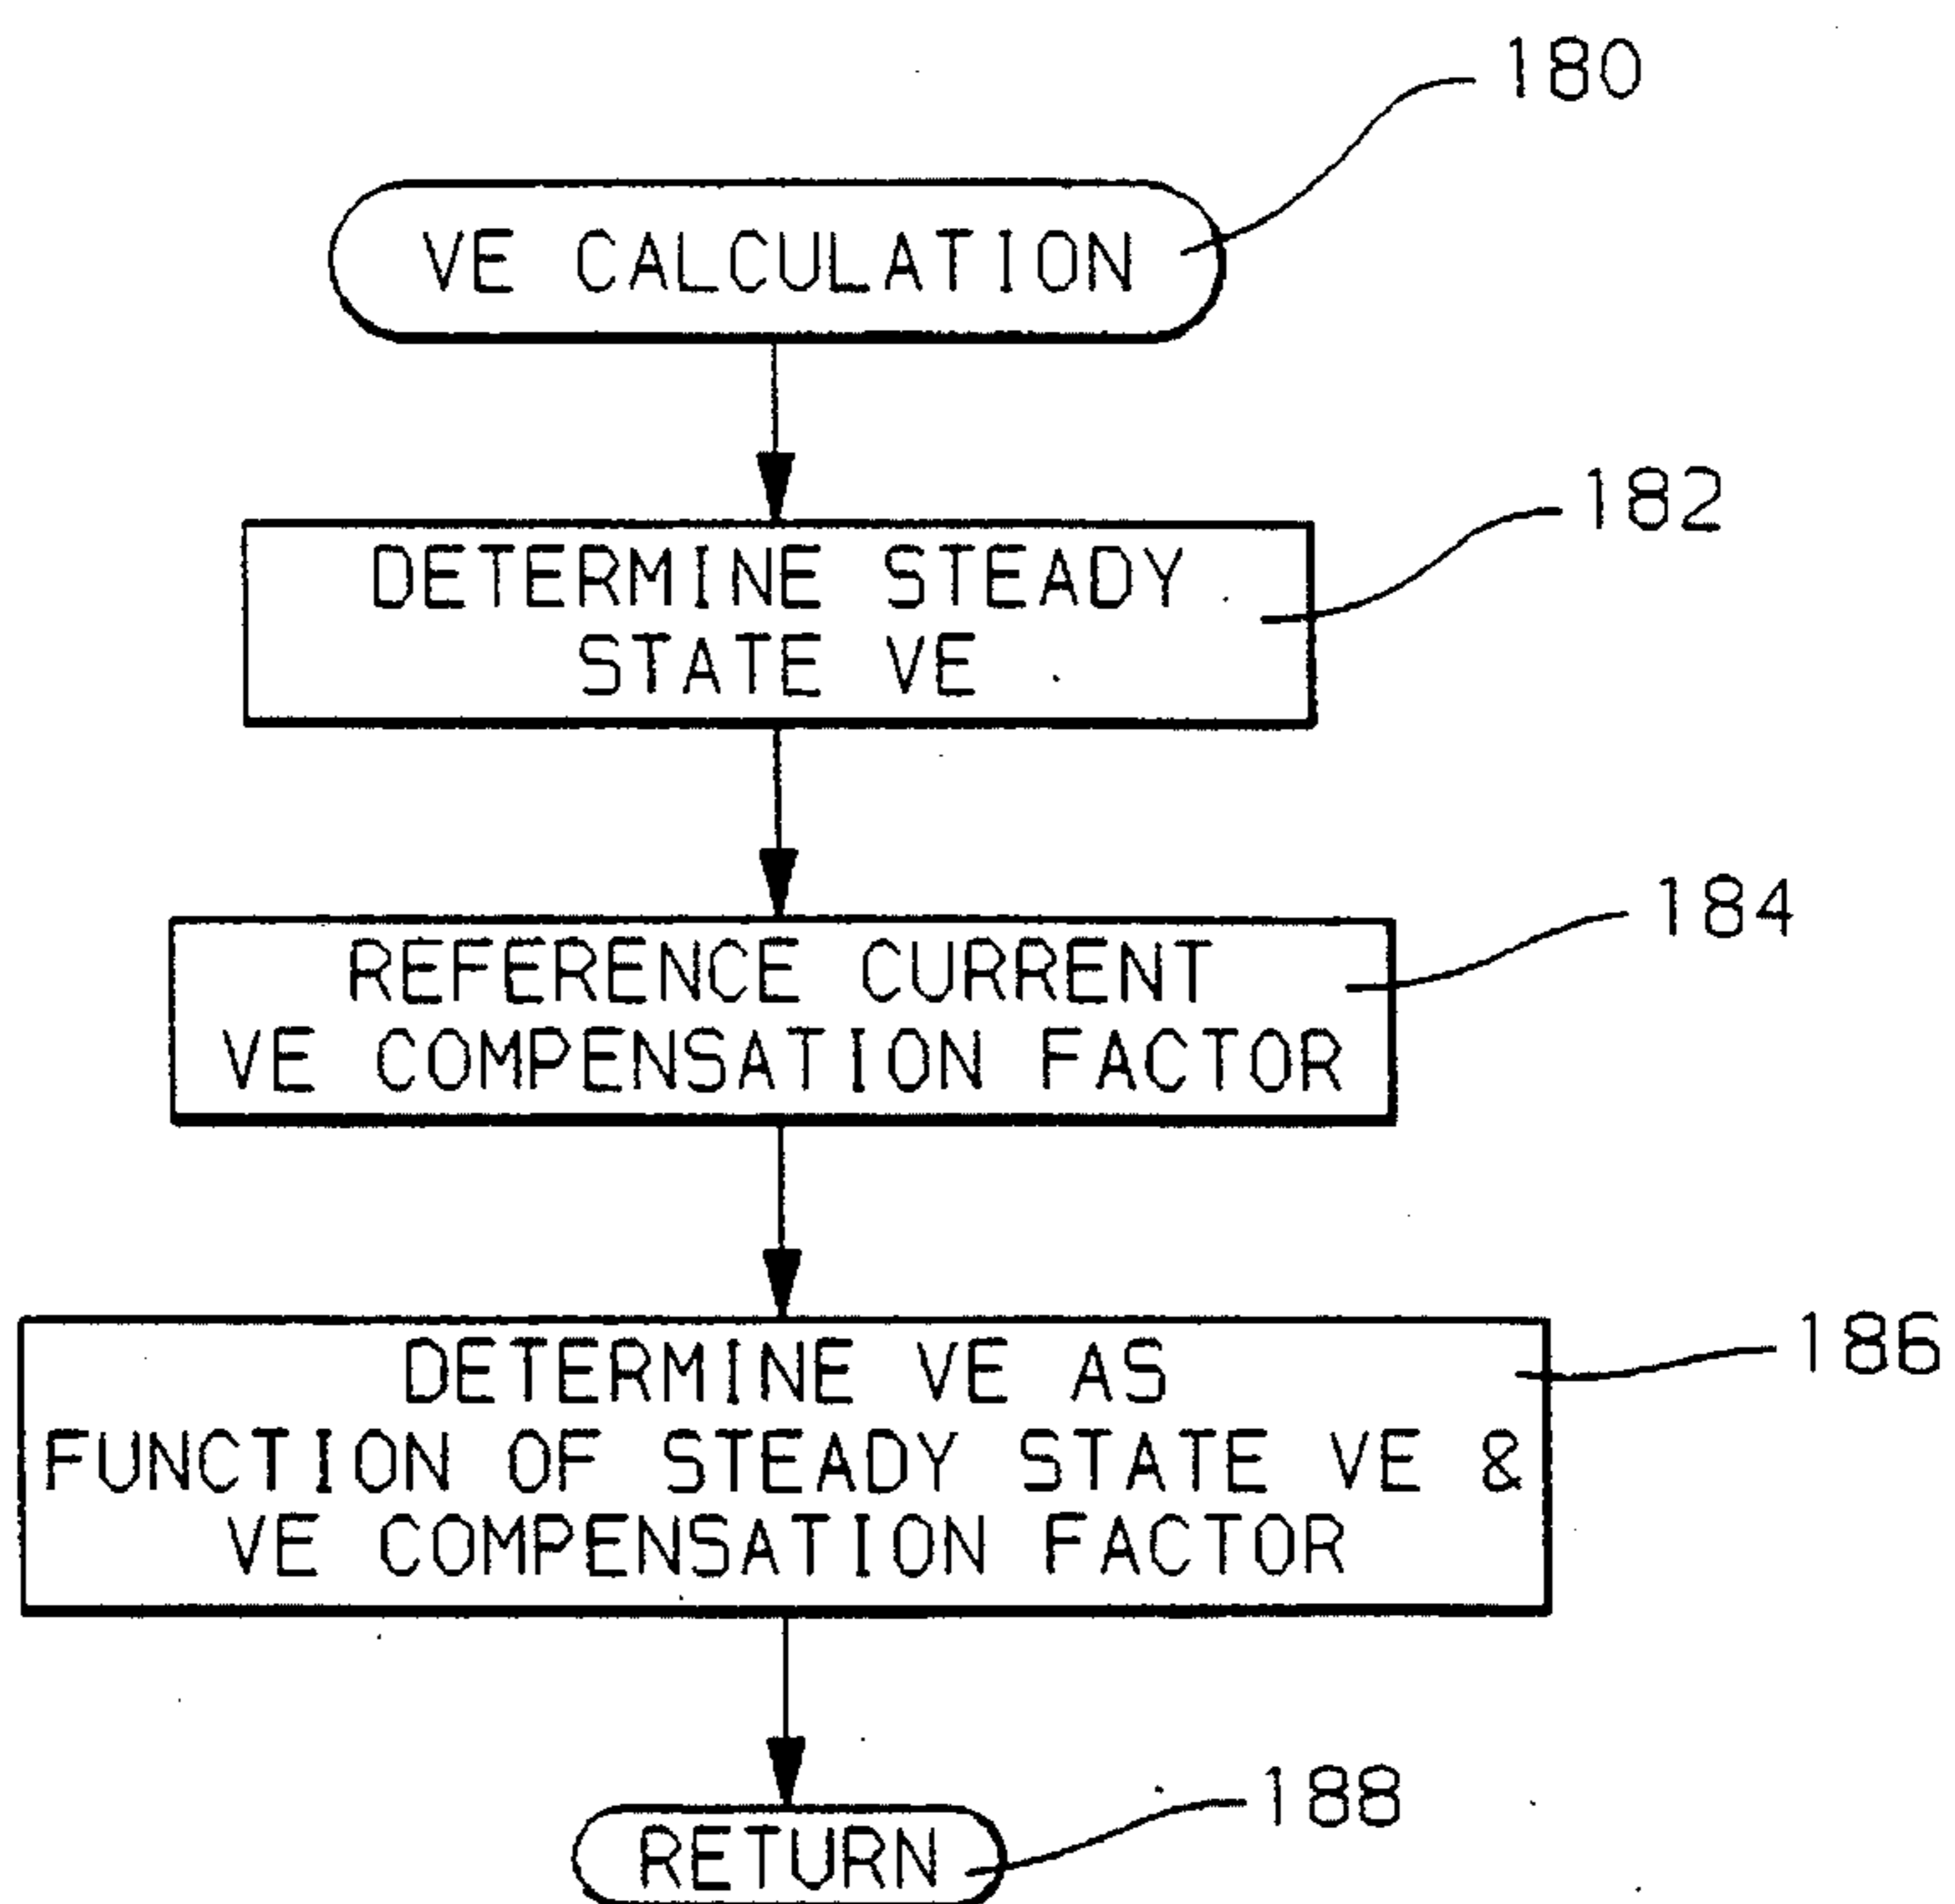 180
VE CALCULATION
182
DETERMINE STEADY
STATE VE
184
REFERENCE CURRENT
VE COMPENSATION FACTOR
186
DETERMINE VE AS
FUNCTION OF STEADY STATE VE &
VE COMPENSATION FACTOR
188
RETURN